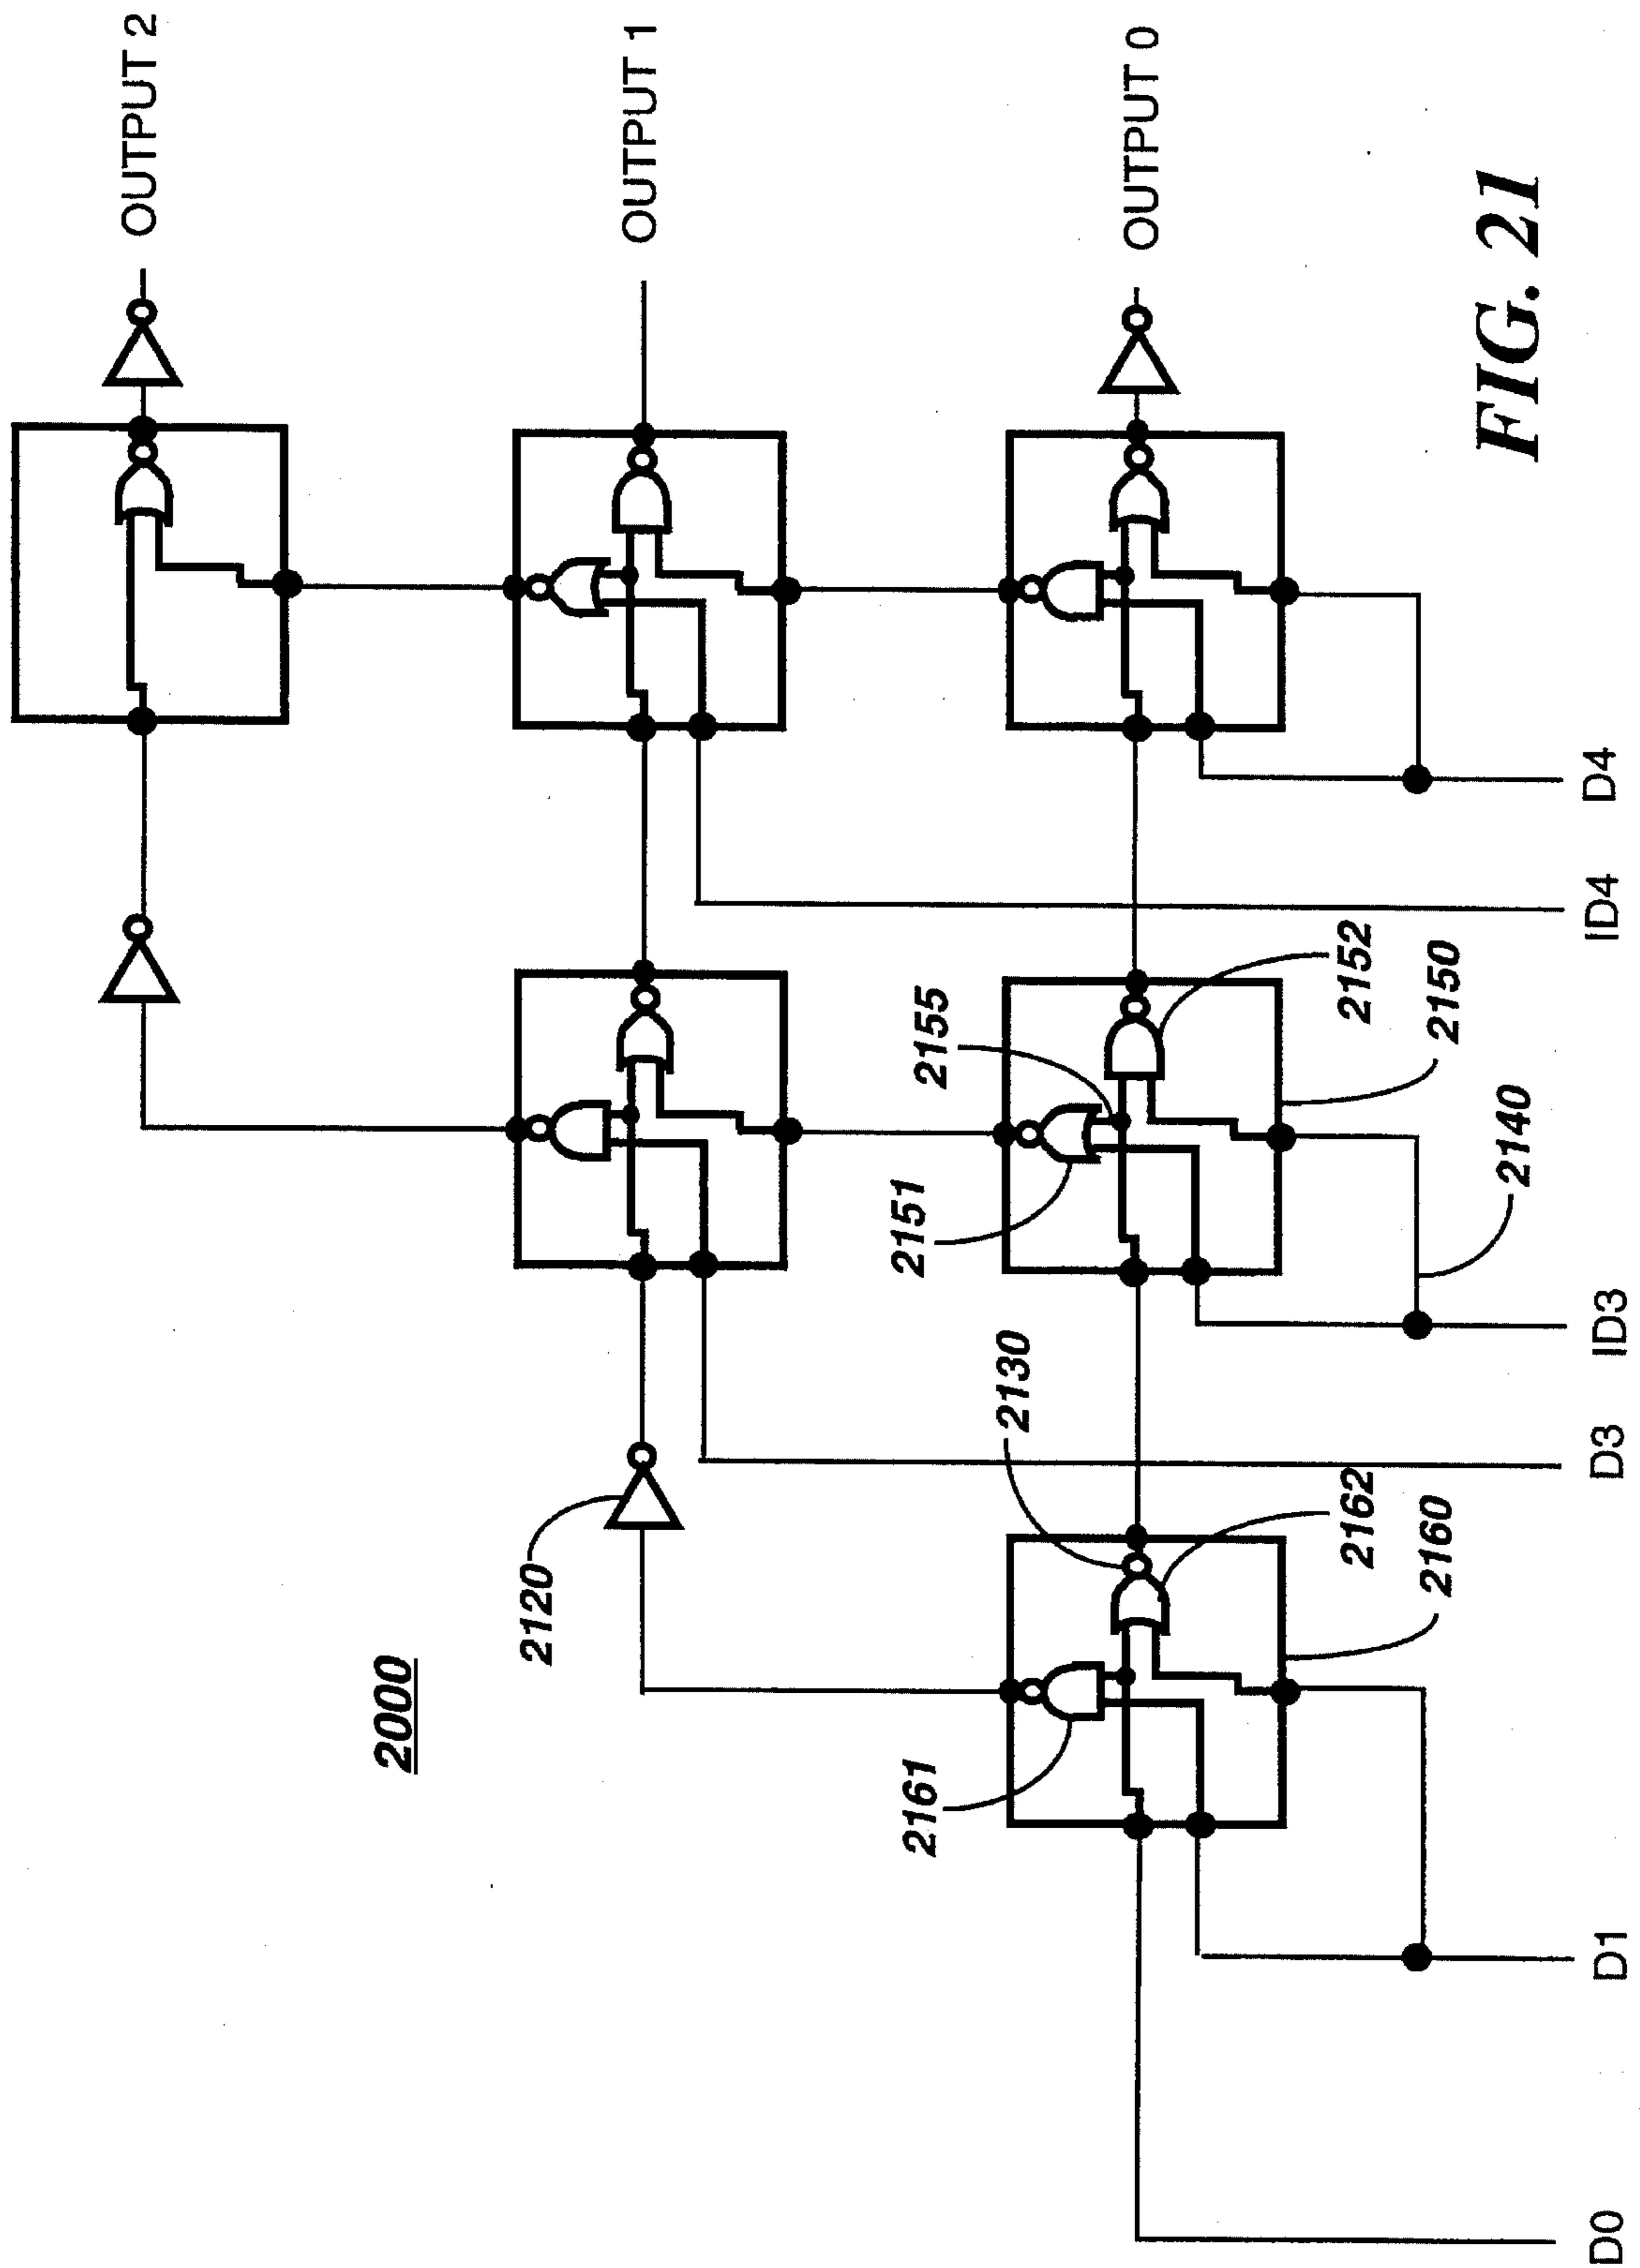 OUTPUT 2
OUTPUT 1
OUTPUT 0
FIG. 21
2000
2120
2130
2161
2162
2160
2151
2155
2152
2150
2140
D0
D1
D3
ID3
ID4
D4